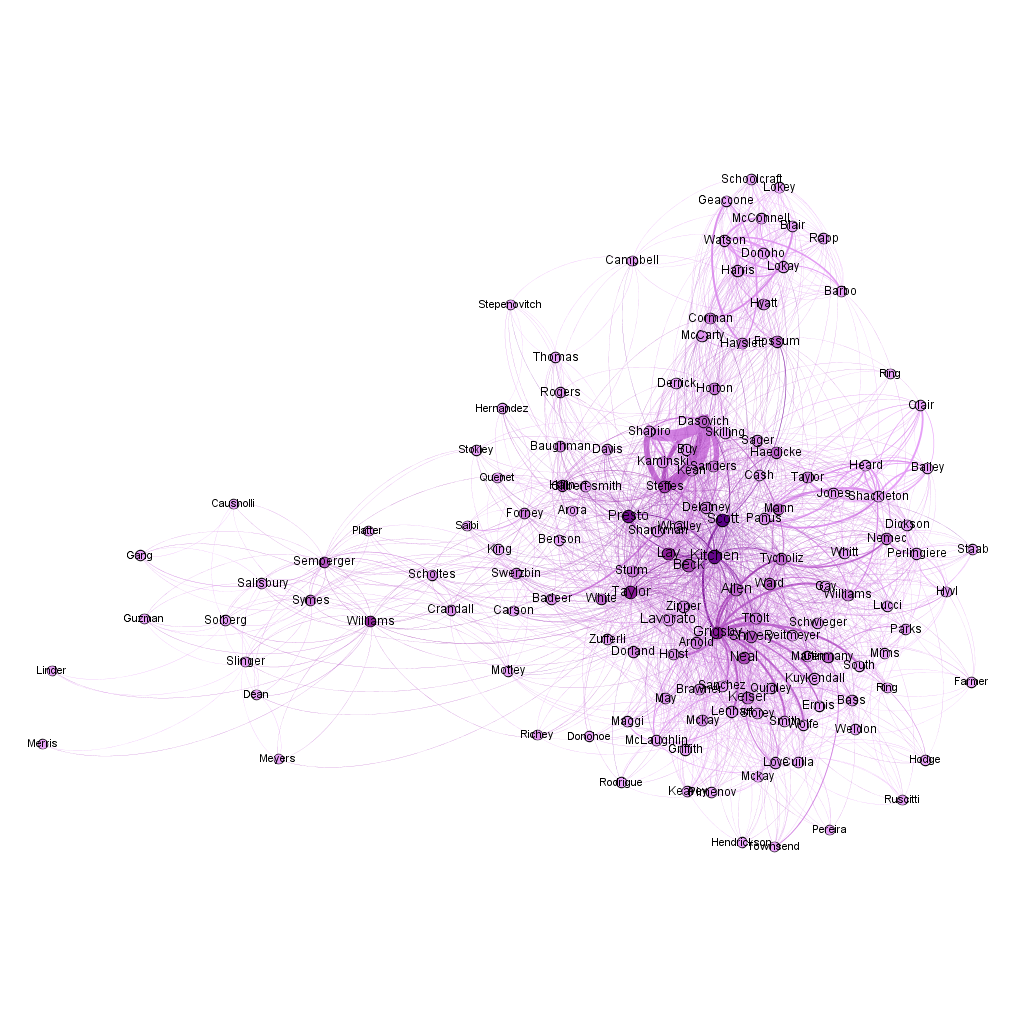 Schoolcraft
Lokey
Geaccone
McConnell
Blair
Watson
Rapp
Donoho
Campbell
Lokay
Harris
Barbo
Stepenovitch
Hyatt
Corman
McCarty
Hayslett
Fossum
Thomas
Ring
Derrick
Horton
Rogers
Clair
Hernandez
Dasovich
Shapiro
Skilling
Sager
Baughman
Davis
Stokley
Buy
Haedicke
Kaminski
Sanders
Heard
Bailey
Kean
Cash
Quenet
Taylor
Steffes
Gilbert-smith
Jones
Shackleton
Causholli
Delainey
Mann
Forney
Arora
Presto
Scott
Panus
Saibi
Whalley
Dickson
Platter
Shankman
Nemec
Benson
King
Staab
Gang
Lay
Kitchen
Whitt
Perlingiere
Semperger
Beck
Tycholiz
Scholtes
Swerzbin
Sturm
Salisbury
Ward
Allen
Gay
Hyvl
Taylor
Williams
Symes
Badeer
White
Crandall
Carson
Zipper
Lucci
Guzman
Solberg
Williams
Lavorato
Tholt
Schwieger
Parks
Grigsby
Shively
Reitmeyer
Zufferli
Arnold
Dorland
Holst
Neal
Martin
Germany
Mims
Slinger
South
Linder
Motley
Kuykendall
Farmer
Sanchez
Quigley
Ring
Brawner
Dean
May
Keiser
Bass
Ermis
Lenhart
Storey
Maggi
Mckay
Smith
Wolfe
Weldon
Richey
Donohoe
McLaughlin
Merris
Griffith
Meyers
Love
Cuilla
Hodge
Mckay
Rodrigue
Pimenov
Ruscitti
Pereira
Hendrickson
Townsend